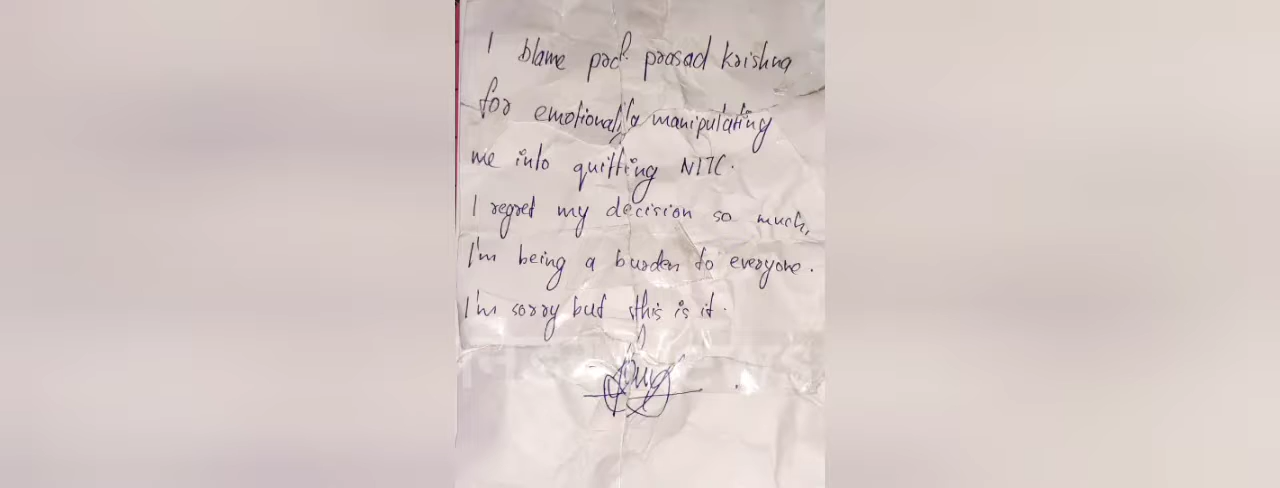 I blame prof. prasad krishna
for emotionally manipulating
me into quitting NITC.
I regret my decision so much,
I'm being a burden to everyone.
I'm sorry but this is it.